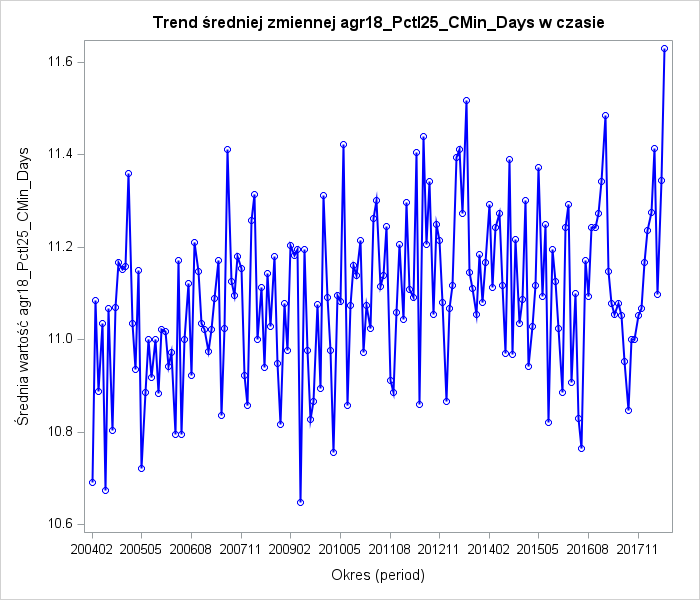 Trend średniej zmiennej agr18_Pctl25_CMin_Days w czasie
Średnia wartość agr18_Pctl25_CMin_Days
11.6
11.4
11.2
11.0
10.8
10.6
200402 200505 200608 200711 200902 201005 201108 201211 201402 201505 201608 201711
Okres (period)